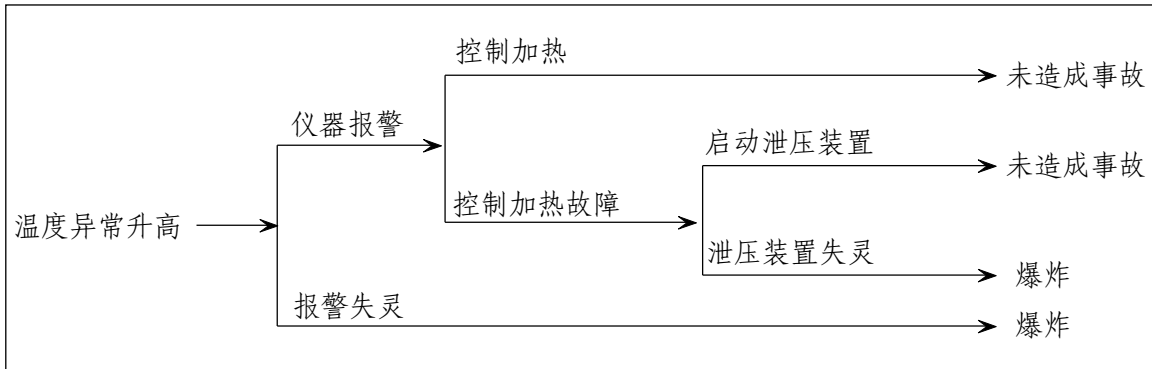 控制加热
未造成事故
仪器报警
启动泄压装置
未造成事故
控制加热故障
温度异常升高
泄压装置失灵
爆炸
报警失灵
爆炸